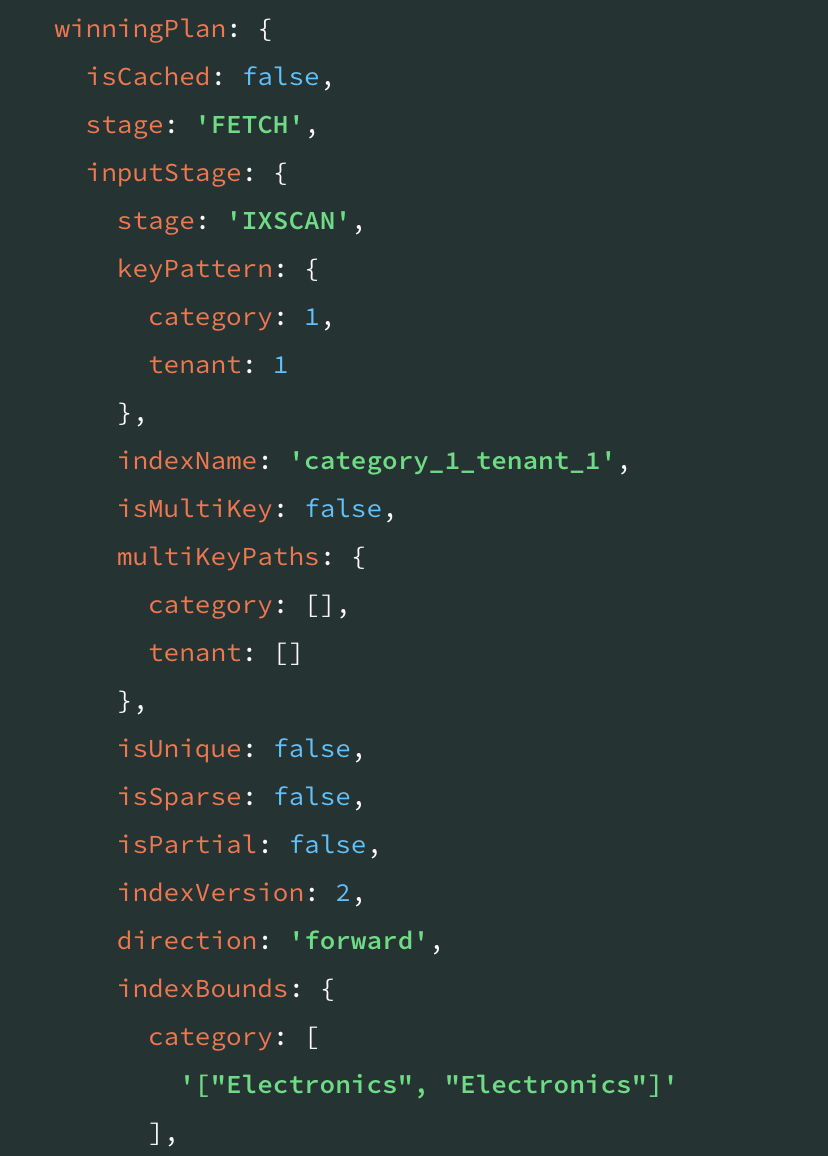 winningPlan: {
isCached: false,
stage: 'FETCH',
inputStage: {
stage: 'IXSCAN',
keyPattern: {
category: 1,
tenant: 1
},
indexName: 'category_1_tenant_1',
isMultiKey: false,
multiKeyPaths: {
category: [],
tenant: []
},
isUnique: false,
isSparse: false,
isPartial: false,
indexVersion: 2,
direction: 'forward',
indexBounds: {
category: [
'["Electronics", "Electronics"]'
],